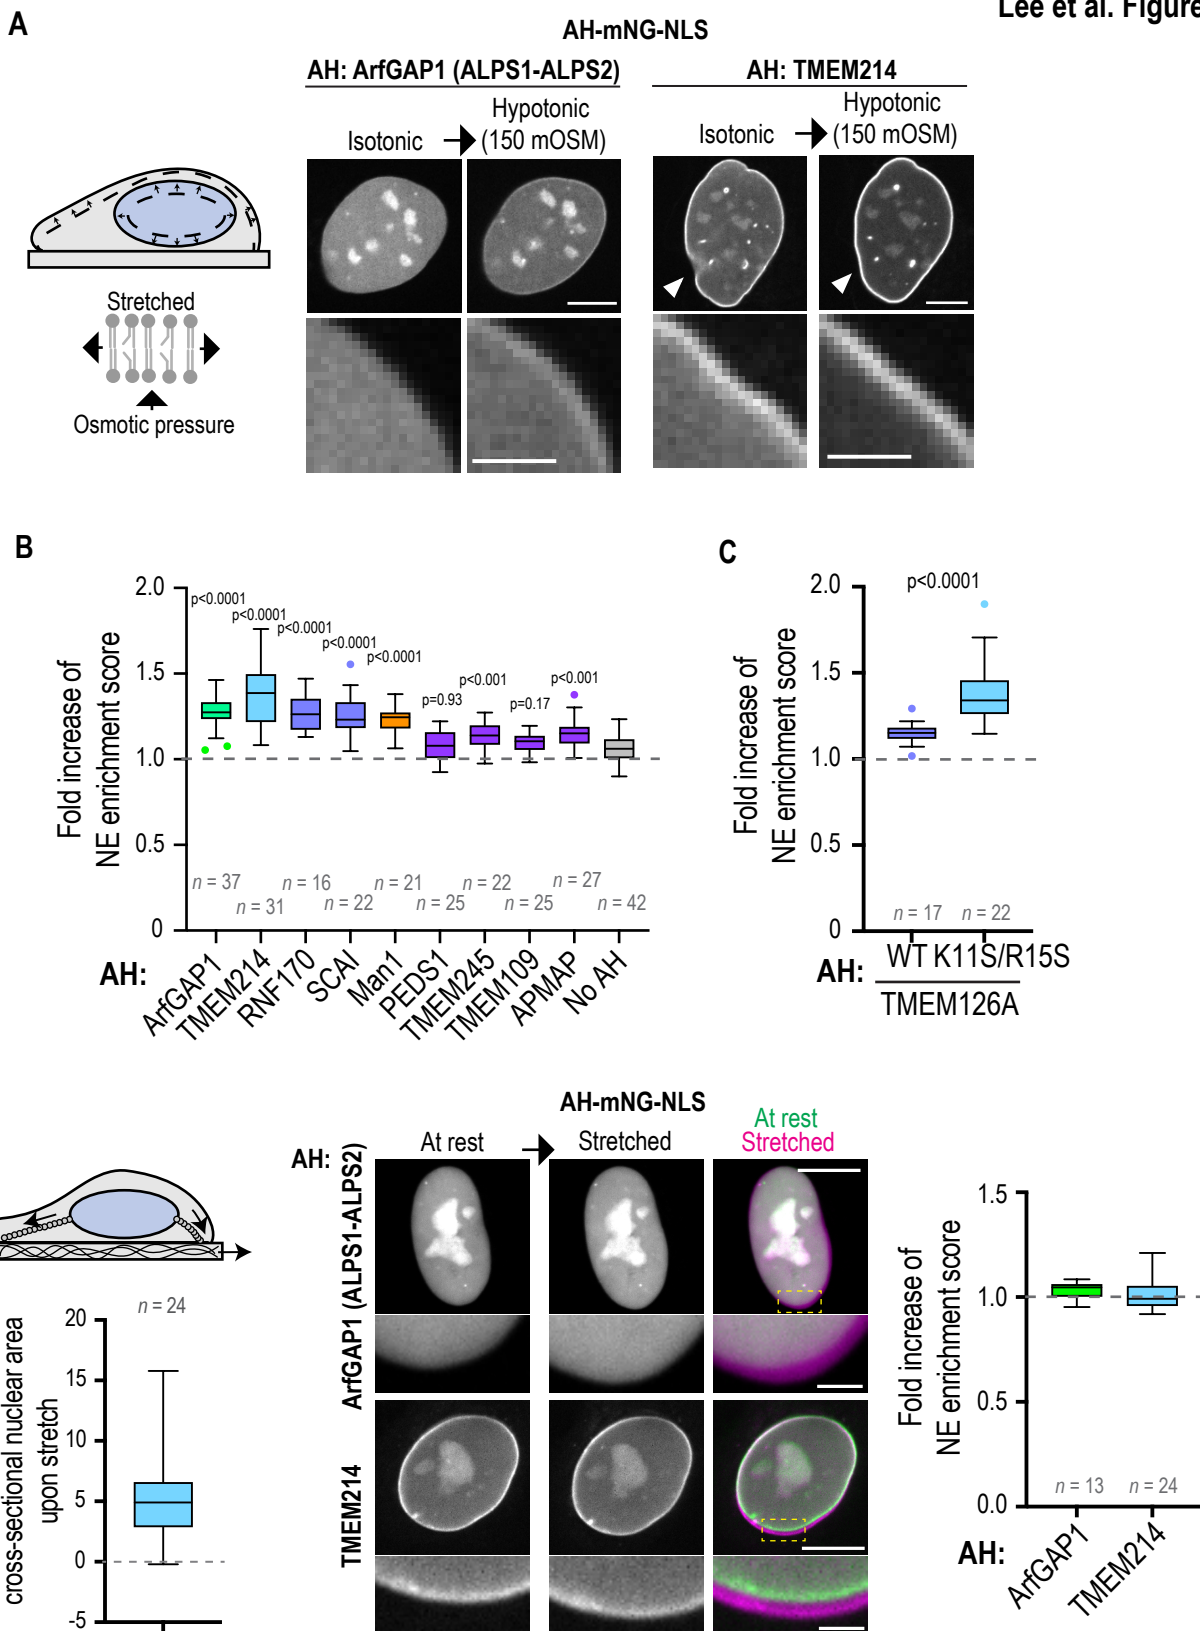 Lee et al. Figure
A
AH-mNG-NLS
AH: ArfGAP1 (ALPS1-ALPS2)
AH: TMEM214
Isotonic
Hypotonic
(150 mOSM)
Isotonic
Hypotonic
(150 mOSM)
Stretched
Osmotic pressure
B
Fold increase of
NE enrichment score
2.0
1.5
1.0
0.5
0
p<0.0001
p<0.0001
p<0.0001
p<0.0001
p<0.0001
p=0.93
p<0.001
p=0.17
p<0.001
n = 37
n = 31
n = 16
n = 22
n = 21
n = 25
n = 22
n = 25
n = 27
n = 42
AH:
ArfGAP1
TMEM214
RNF170
SCAI
Man1
PEDS1
TMEM245
TMEM109
APMAP
No AH
C
Fold increase of
NE enrichment score
2.0
1.5
1.0
0.5
0
p<0.0001
n = 17
n = 22
AH:
WT K11S/R15S
TMEM126A
cross-sectional nuclear area
upon stretch
n = 24
20
15
10
5
0
-5
AH-mNG-NLS
AH:
At rest
Stretched
At rest
Stretched
ArfGAP1 (ALPS1-ALPS2)
TMEM214
Fold increase of
NE enrichment score
1.5
1.0
0.5
0.0
n = 13
n = 24
AH:
ArfGAP1
TMEM214